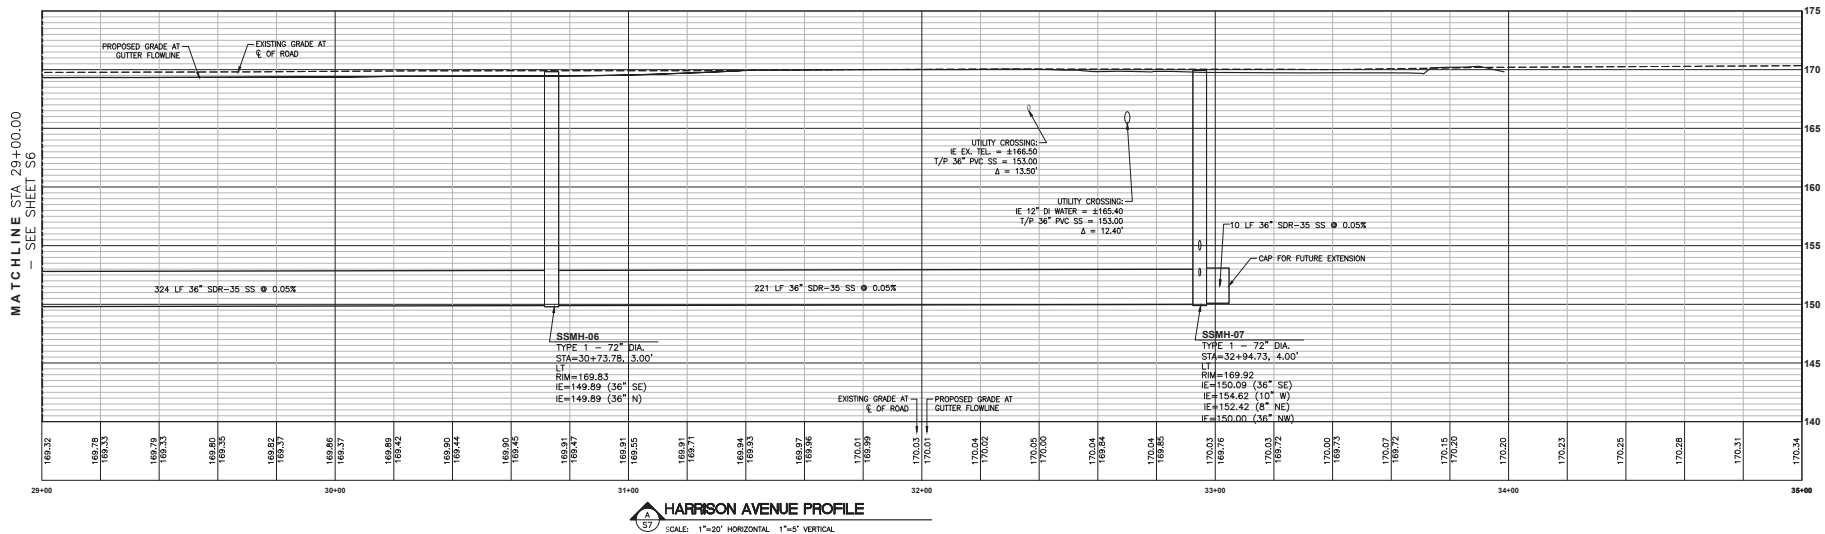 175
170
165
160
155
150
145
140
MATCHLINE STA 29+00.00
- SEE SHEET S6
PROPOSED GRADE AT
GUTTER FLOWLINE
EXISTING GRADE AT
℄ OF ROAD
UTILITY CROSSING:
IE EX. TEL. = ±166.50
T/P 36" PVC SS = 153.00
Δ = 13.50'
UTILITY CROSSING:
IE 12" DI WATER = ±165.40
T/P 36" PVC SS = 153.00
Δ = 12.40'
10 LF 36" SDR-35 SS @ 0.05%
CAP FOR FUTURE EXTENSION
324 LF 36" SDR-35 SS @ 0.05%
221 LF 36" SDR-35 SS @ 0.05%
SSMH-06
TYPE 1 - 72" DIA.
STA=30+73.78, 3.00'
LT
RIM=169.83
IE=149.89 (36" SE)
IE=149.89 (36" N)
SSMH-07
TYPE 1 - 72" DIA.
STA=32+94.73, 4.00'
LT
RIM=169.92
IE=150.09 (36" SE)
IE=154.62 (10" W)
IE=152.42 (8" NE)
IE=150.00 (36" NW)
EXISTING GRADE AT
℄ OF ROAD
PROPOSED GRADE AT
GUTTER FLOWLINE
169.32
169.78
169.33
169.79
169.33
169.80
169.35
169.82
169.37
169.86
169.37
169.89
169.42
169.90
169.44
169.90
169.45
169.91
169.47
169.91
169.55
169.91
169.71
169.94
169.93
169.97
169.96
170.01
169.99
170.03
170.01
170.04
170.02
170.05
170.00
170.04
169.84
170.04
169.85
170.03
169.76
170.03
169.72
170.00
169.73
170.07
169.72
170.15
170.20
170.20
170.23
170.25
170.28
170.31
170.34
29+00
30+00
31+00
32+00
33+00
34+00
35+00
A
S7
HARRISON AVENUE PROFILE
SCALE: 1"=20' HORIZONTAL 1"=5' VERTICAL